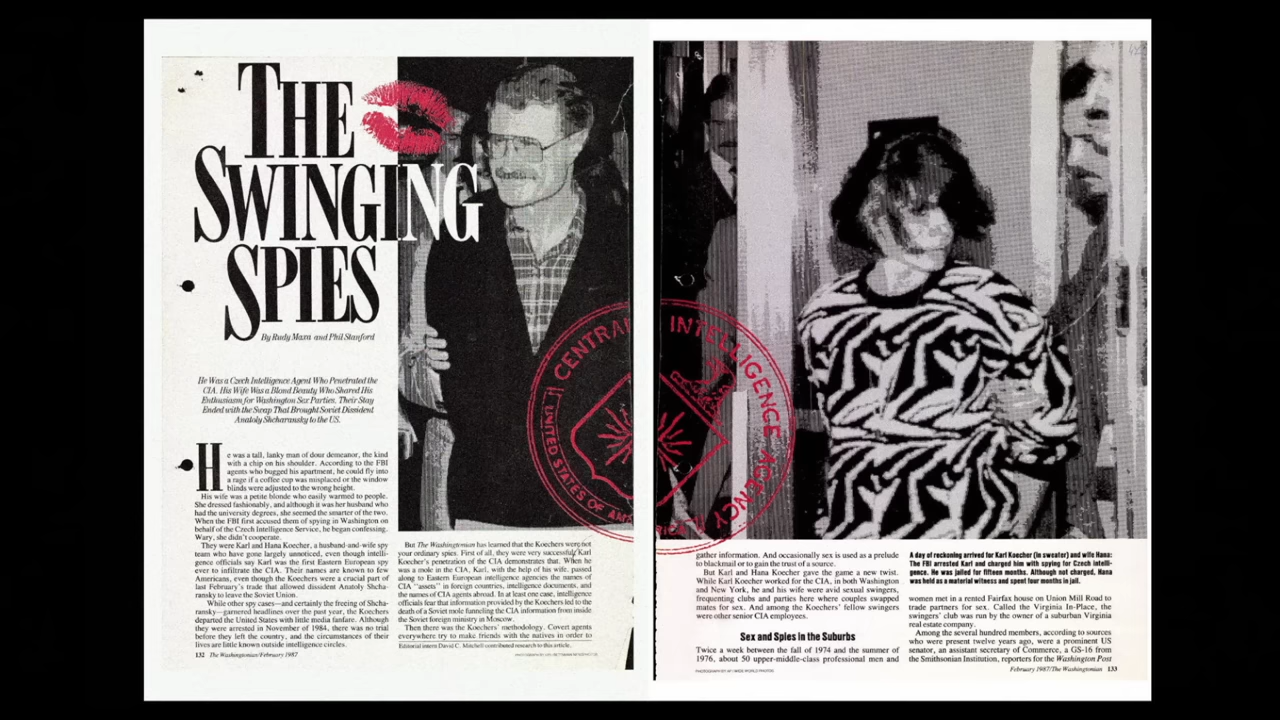 THE
SWINGING
SPIES
By Rudy Maxa and Phil Stanford
He Was a Czech Intelligence Agent Who Penetrated the
CIA. His Wife Was a Blond Beauty Who Shared His
Enthusiasm for Washington Sex Parties. Their Stay
Ended with the Swap That Brought Soviet Dissident
Anatoly Shcharansky to the US.
He was a tall, lanky man of dour demeanor, the kind
with a chip on his shoulder. According to the FBI
agents who bugged his apartment, he could fly into
a rage if a coffee cup was misplaced or the window
blinds were adjusted to the wrong height.
His wife was a petite blonde who easily warmed to people.
She dressed fashionably, and although it was her husband who
had the university degrees, she seemed the smarter of the two.
When the FBI first accused them of spying in Washington on
behalf of the Czech Intelligence Service, he began confessing.
Wary, she didn't cooperate.
They were Karl and Hana Koecher, a husband-and-wife spy
team who have gone largely unnoticed, even though intelli-
gence officials say Karl was the first Eastern European spy
ever to infiltrate the CIA. Their names are known to few
Americans, even though the Koechers were a crucial part of
last February's trade that allowed dissident Anatoly Shcha-
ransky to leave the Soviet Union.
While other spy cases—and certainly the freeing of Shcha-
ransky—garnered headlines over the past year, the Koechers
departed the United States with little media fanfare. Although
they were arrested in November of 1984, there was no trial
before they left the country, and the circumstances of their
lives are little known outside intelligence circles.
132 The Washingtonian/February 1987
But The Washingtonian has learned that the Koechers were not
your ordinary spies. First of all, they were very successful; Karl
Koecher's penetration of the CIA demonstrates that. When he
was a mole in the CIA, Karl, with the help of his wife, passed
along to Eastern European intelligence agencies the names of
CIA "assets" in foreign countries, intelligence documents, and
the names of CIA agents abroad. In at least one case, intelligence
officials fear that information provided by the Koechers led to the
death of a Soviet mole funneling the CIA information from inside
the Soviet foreign ministry in Moscow.
Then there was the Koechers' methodology. Covert agents
everywhere try to make friends with the natives in order to
Editorial intern David C. Mitchell contributed research to this article.
CENTRAL INTELLIGENCE AGENCY
UNITED STATES OF AMERICA
gather information. And occasionally sex is used as a prelude
to blackmail or to gain the trust of a source.
But Karl and Hana Koecher gave the game a new twist.
While Karl Koecher worked for the CIA, in both Washington
and New York, he and his wife were avid sexual swingers,
frequenting clubs and parties here where couples swapped
mates for sex. And among the Koechers' fellow swingers
were other senior CIA employees.
Sex and Spies in the Suburbs
Twice a week between the fall of 1974 and the summer of
1976, about 50 upper-middle-class professional men and
A day of reckoning arrived for Karl Koecher (in sweater) and wife Hana:
The FBI arrested Karl and charged him with spying for Czech intelli-
gence. He was jailed for fifteen months. Although not charged, Hana
was held as a material witness and spent four months in jail.
women met in a rented Fairfax house on Union Mill Road to
trade partners for sex. Called the Virginia In-Place, the
swingers' club was run by the owner of a suburban Virginia
real estate company.
Among the several hundred members, according to sources
who were present twelve years ago, were a prominent US
senator, an assistant secretary of Commerce, a GS-16 from
the Smithsonian Institution, reporters for the Washington Post
February 1987/The Washingtonian 133